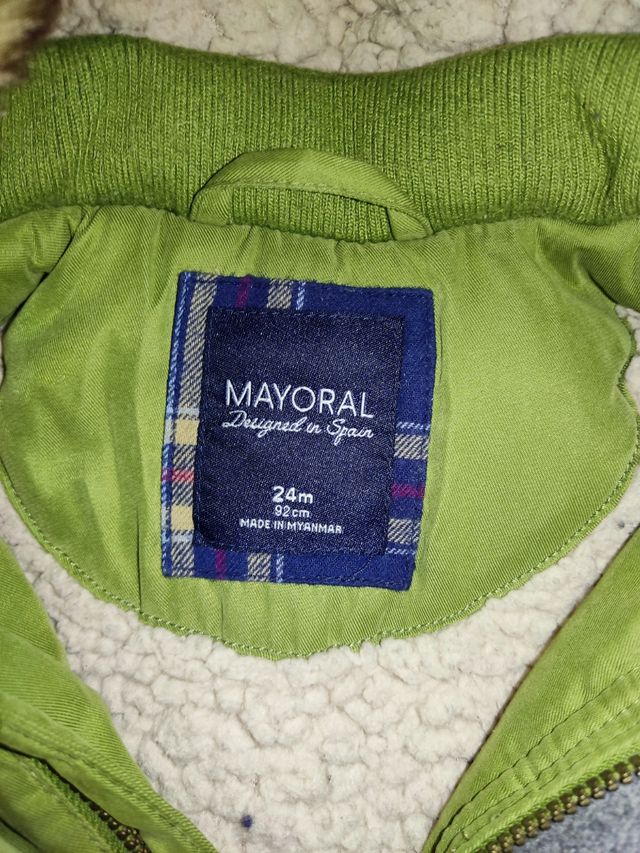 MAYORAL
Designed in Spain
24m
92cm
MADE IN MYANMAR